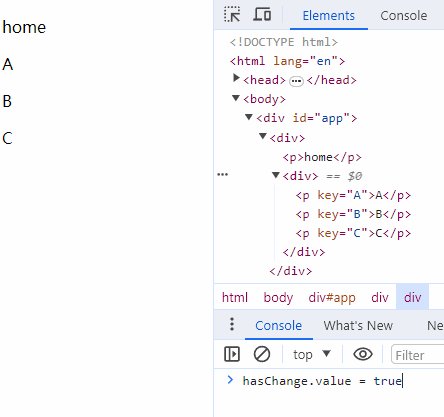 home
A
B
C
Elements Console
<!DOCTYPE html>
<html lang="en">
<head> ••• </head>
<body>
<div id="app">
<div>
<p>home</p>
••• <div> == $0
<p key="A">A</p>
<p key="B">B</p>
<p key="C">C</p>
</div>
</div>
html body div#app div div
Console What's New Ne
top Filter
> hasChange.value = true